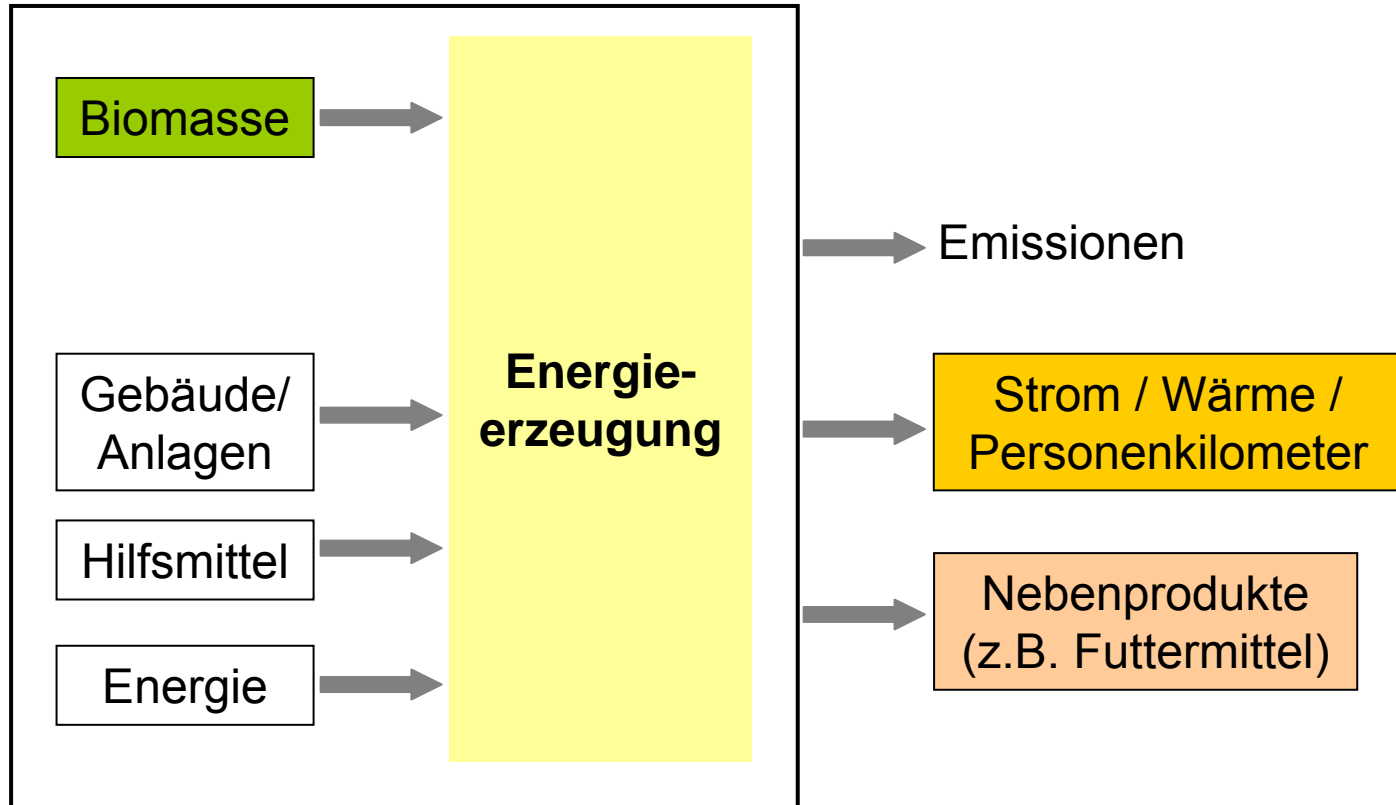 Biomasse
Gebäude/
Anlagen
Hilfsmittel
Energie
Energie-
erzeugung
Emissionen
Strom / Wärme /
Personenkilometer
Nebenprodukte
(z.B. Futtermittel)